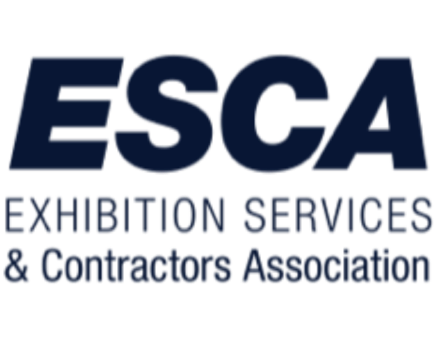 ESCA
EXHIBITION SERVICES
& Contractors Association